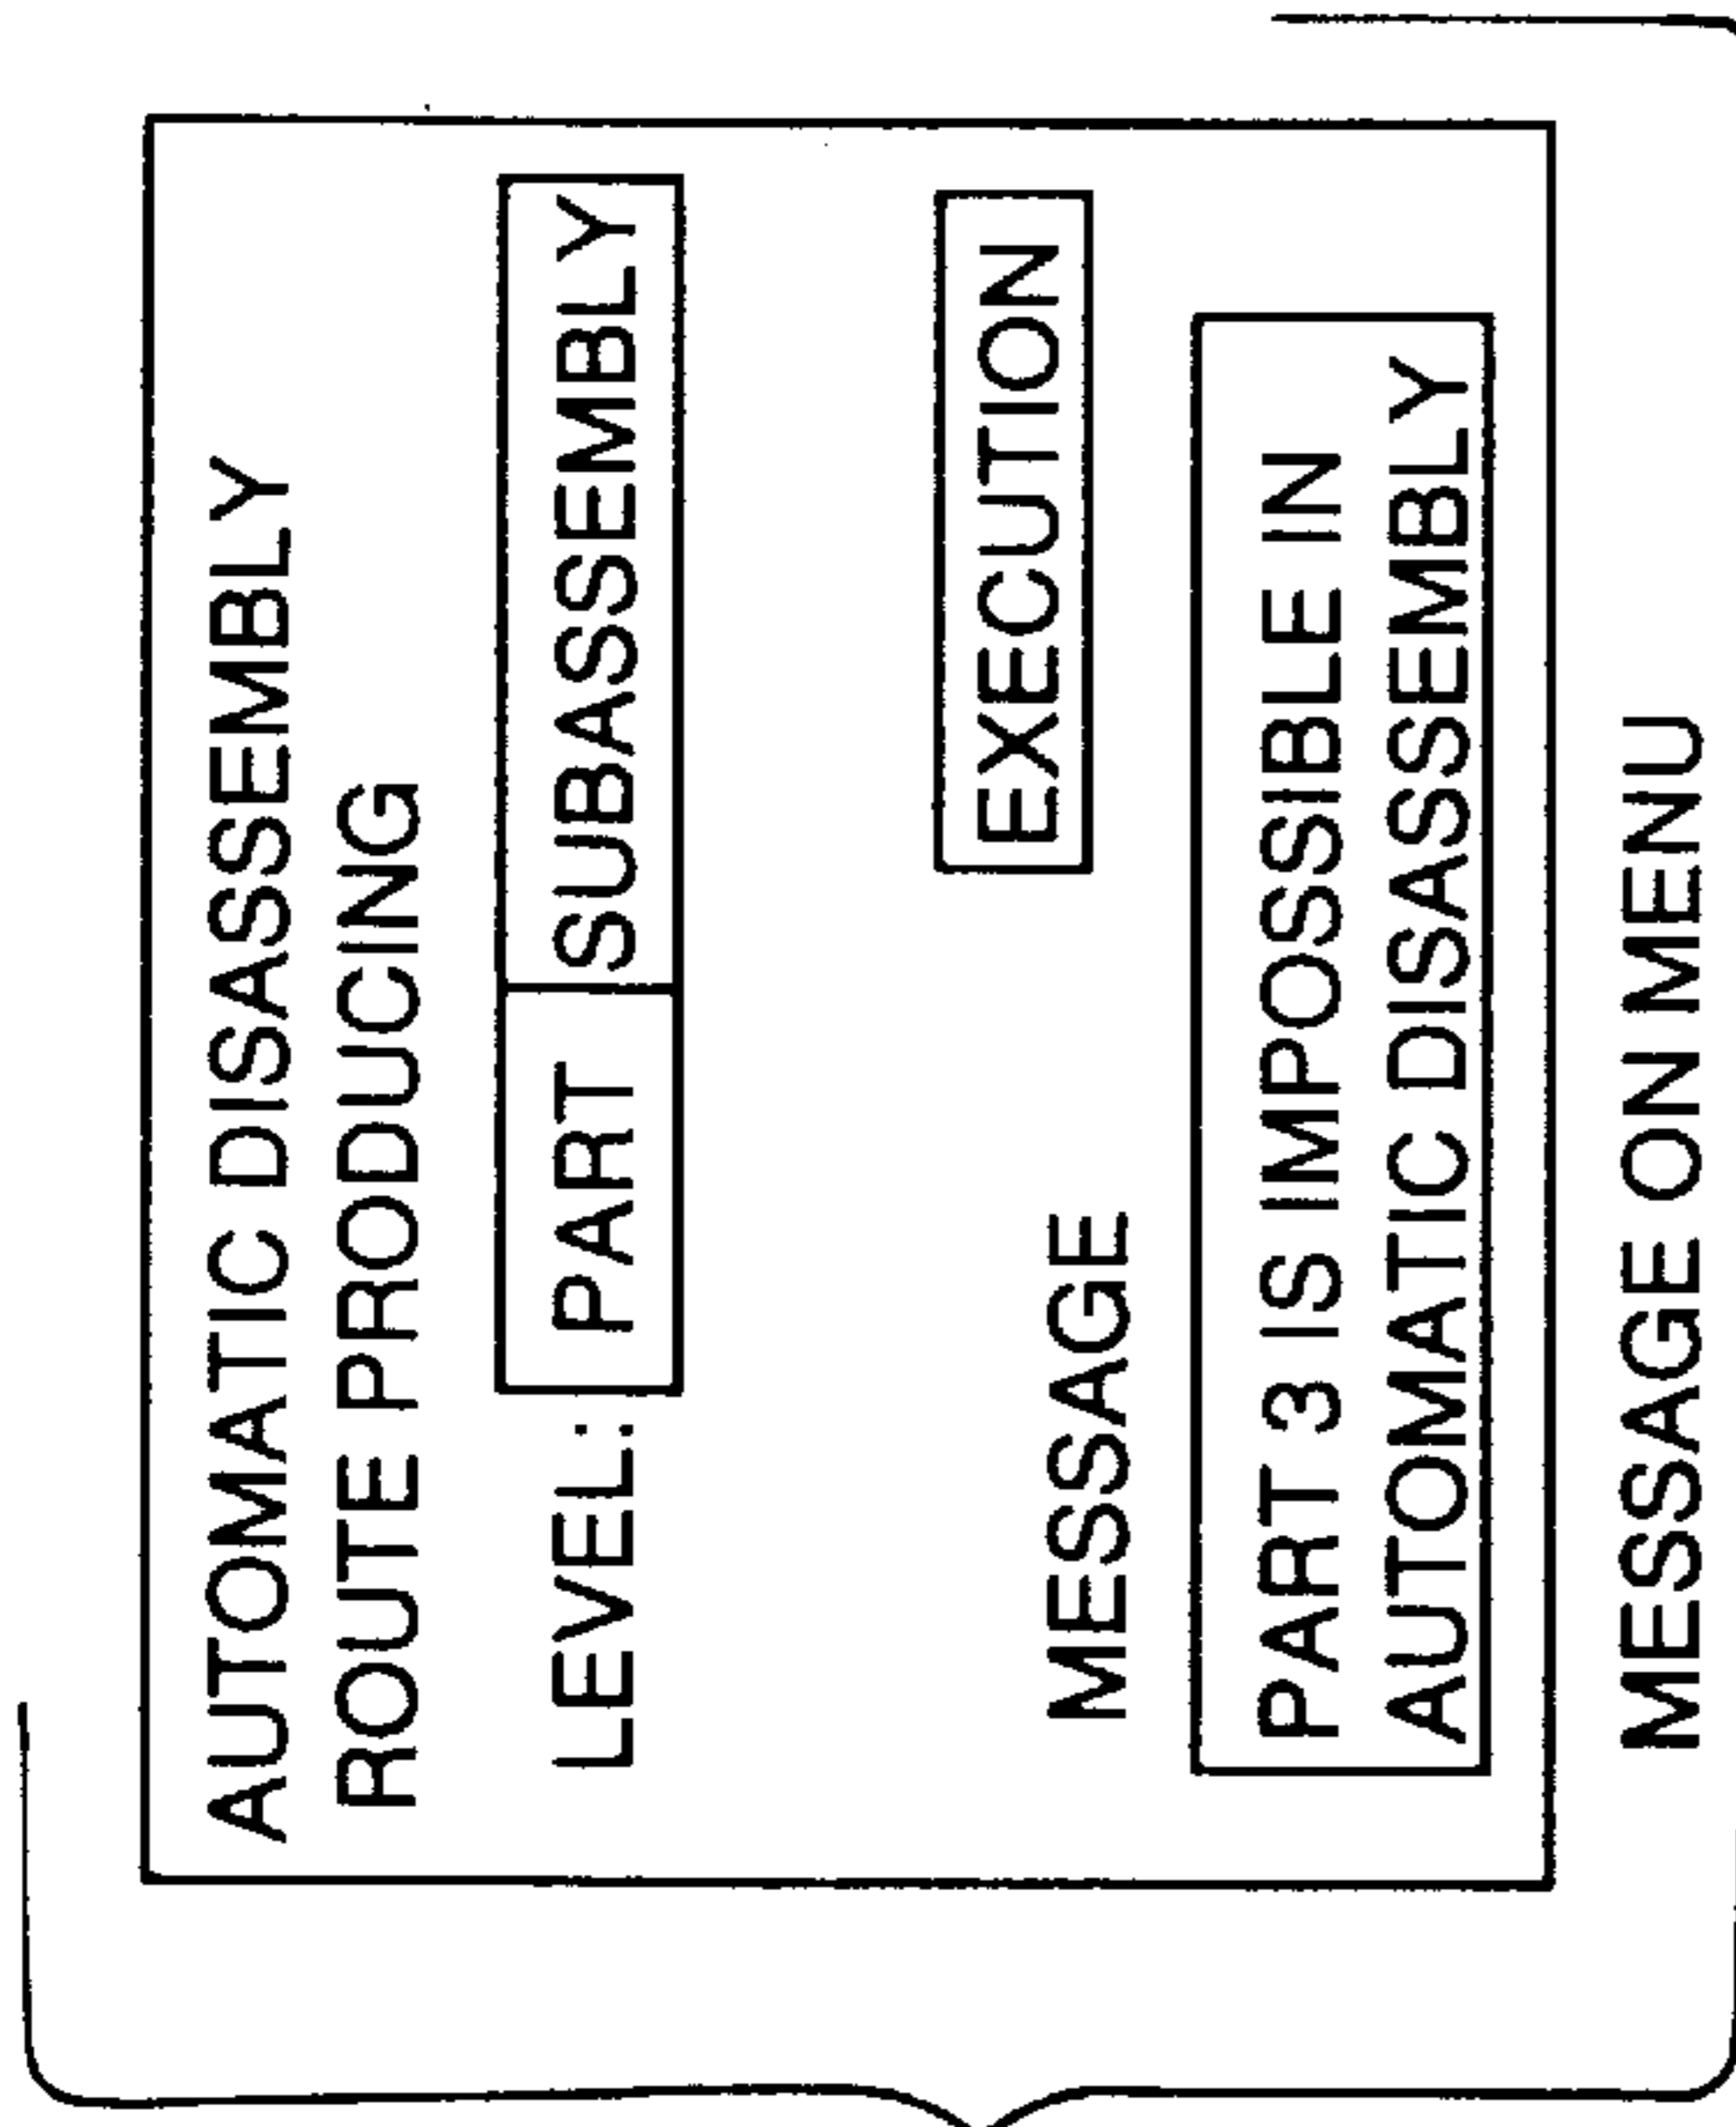 AUTOMATIC DISASSEMBLY
ROUTE PRODUCING
LEVEL: PART SUBASSEMBLY
EXECUTION
MESSAGE
PART 3 IS IMPOSSIBLE IN
AUTOMATIC DISASSEMBLY
MESSAGE ON MENU